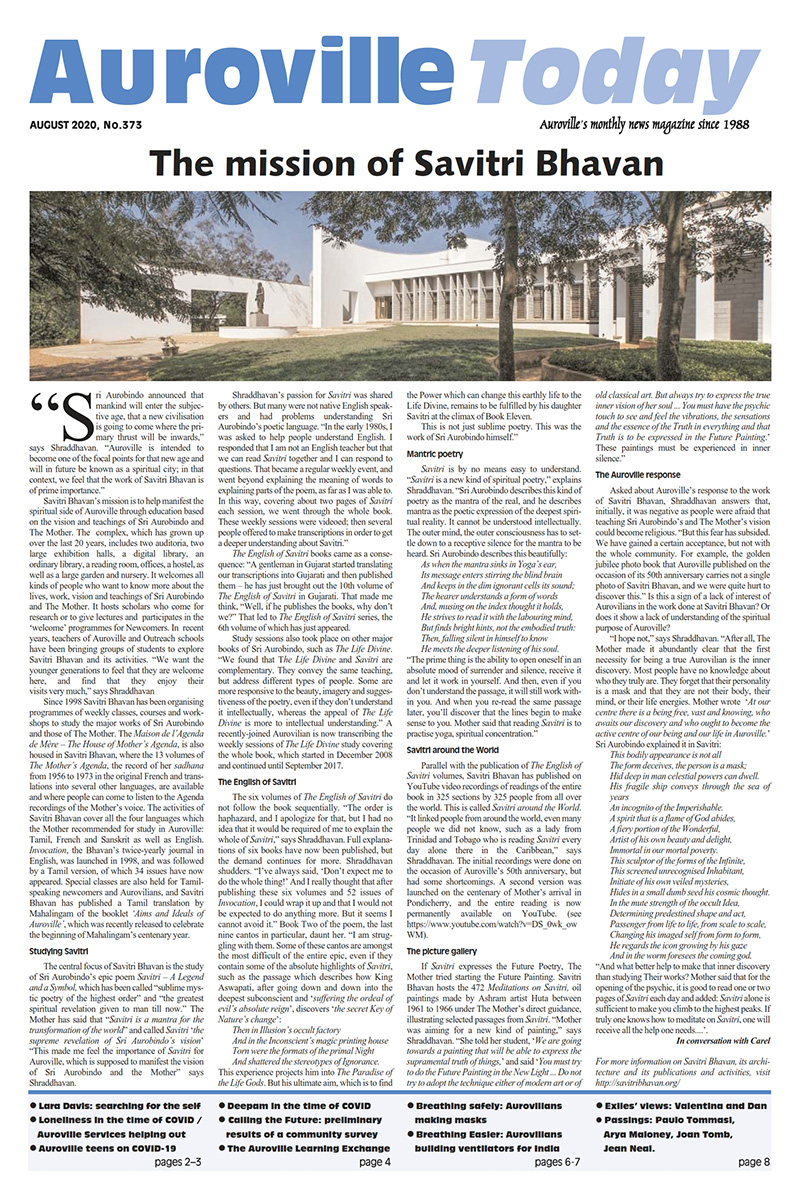 Auroville Today
AUGUST 2020, No.373
Auroville's monthly news magazine since 1988
The mission of Savitri Bhavan
“Sri Aurobindo announced that
mankind will enter the subjec-
tive age, that a new civilisation
is going to come where the pri-
mary thrust will be inwards,”
says Shraddhavan. “Auroville is intended to
become one of the focal points for that new age and
will in future be known as a spiritual city; in that
context, we feel that the work of Savitri Bhavan is
of prime importance.”
Savitri Bhavan's mission is to help manifest the
spiritual side of Auroville through education based
on the vision and teachings of Sri Aurobindo and
The Mother. The complex, which has grown up
over the last 20 years, includes two auditoria, two
large exhibition halls, a digital library, an
ordinary library, a reading room, offices, a hostel, as
well as a large garden and nursery. It welcomes all
kinds of people who want to know more about the
lives, work, vision and teachings of Sri Aurobindo
and The Mother. It hosts scholars who come for
research or to give lectures and participates in the
‘welcome’ programmes for Newcomers. In recent
years, teachers of Auroville and Outreach schools
have been bringing groups of students to explore
Savitri Bhavan and its activities. “We want the
younger generations to feel that they are welcome
here, and find that they enjoy their
visits very much,” says Shraddhavan
Since 1998 Savitri Bhavan has been organising
programmes of weekly classes, courses and work-
shops to study the major works of Sri Aurobindo
and those of The Mother. The Maison de l'Agenda
de Mère – The House of Mother's Agenda, is also
housed in Savitri Bhavan, where the 13 volumes of
The Mother's Agenda, the record of her sadhana
from 1956 to 1973 in the original French and trans-
lations into several other languages, are available
and where people can come to listen to the Agenda
recordings of the Mother's voice. The activities of
Savitri Bhavan cover all the four languages which
the Mother recommended for study in Auroville:
Tamil, French and Sanskrit as well as English.
Invocation, the Bhavan's twice-yearly journal in
English, was launched in 1998, and was followed
by a Tamil version, of which 34 issues have now
appeared. Special classes are also held for Tamil-
speaking newcomers and Aurovilians, and Savitri
Bhavan has published a Tamil translation by
Mahalingam of the booklet ‘Aims and Ideals of
Auroville’, which was recently released to celebrate
the beginning of Mahalingam's centenary year.
Studying Savitri
The central focus of Savitri Bhavan is the study
of Sri Aurobindo's epic poem Savitri – A Legend
and a Symbol, which has been called “sublime mys-
tic poetry of the highest order” and “the greatest
spiritual revelation given to man till now.” The
Mother has said that “Savitri is a mantra for the
transformation of the world” and called Savitri ‘the
supreme revelation of Sri Aurobindo's vision’
“This made me feel the importance of Savitri for
Auroville, which is supposed to manifest the vision
of Sri Aurobindo and the Mother” says
Shraddhavan.
Shraddhavan's passion for Savitri was shared
by others. But many were not native English speak-
ers and had problems understanding Sri
Aurobindo's poetic language. “In the early 1980s, I
was asked to help people understand English. I
responded that I am not an English teacher but that
we can read Savitri together and I can respond to
questions. That became a regular weekly event, and
went beyond explaining the meaning of words to
explaining parts of the poem, as far as I was able to.
In this way, covering about two pages of Savitri
each session, we went through the whole book.
These weekly sessions were videoed; then several
people offered to make transcriptions in order to get
a deeper understanding about Savitri.”
The English of Savitri books came as a conse-
quence: “A gentleman in Gujarat started translating
our transcriptions into Gujarati and then published
them – he has just brought out the 10th volume of
The English of Savitri in Gujarati. That made me
think, “Well, if he publishes the books, why don't
we?” That led to The English of Savitri series, the
6th volume of which has just appeared.
Study sessions also took place on other major
books of Sri Aurobindo, such as The Life Divine.
“We found that The Life Divine and Savitri are
complementary. They convey the same teaching,
but address different types of people. Some are
more responsive to the beauty, imagery and sugges-
tiveness of the poetry, even if they don't understand
it intellectually, whereas the appeal of The Life
Divine is more to intellectual understanding.” A
recently-joined Aurovilian is now transcribing the
weekly sessions of The Life Divine study covering
the whole book, which started in December 2008
and continued until September 2017.
The English of Savitri
The six volumes of The English of Savitri do
not follow the book sequentially. “The order is
haphazard, and I apologize for that, but I had no
idea that it would be required of me to explain the
whole of Savitri,” says Shraddhavan. Full explana-
tions of six books have now been published, but
the demand continues for more. Shraddhavan
shudders. “I've always said, ‘Don't expect me to
do the whole thing!’ And I really thought that after
publishing these six volumes and 52 issues of
Invocation, I could wrap it up and that I would not
be expected to do anything more. But it seems I
cannot avoid it.” Book Two of the poem, the last
nine cantos in particular, daunt her. “I am strug-
gling with them. Some of these cantos are amongst
the most difficult of the entire epic, even if they
contain some of the absolute highlights of Savitri,
such as the passage which describes how King
Aswapati, after going down and down into the
deepest subconscient and ‘suffering the ordeal of
evil's absolute reign’, discovers ‘the secret Key of
Nature's change’:
Then in Illusion's occult factory
And in the Inconscient's magic printing house
Torn were the formats of the primal Night
And shattered the stereotypes of Ignorance.
This experience projects him into The Paradise of
the Life Gods. But his ultimate aim, which is to find
the Power which can change this earthly life to the
Life Divine, remains to be fulfilled by his daughter
Savitri at the climax of Book Eleven.
This is not just sublime poetry. This was the
work of Sri Aurobindo himself.”
Mantric poetry
Savitri is by no means easy to understand.
“Savitri is a new kind of spiritual poetry,” explains
Shraddhavan. “Sri Aurobindo describes this kind of
poetry as the mantra of the real, and he describes
mantra as the poetic expression of the deepest spiri-
tual reality. It cannot be understood intellectually.
The outer mind, the outer consciousness has to set-
tle down to a receptive silence for the mantra to be
heard. Sri Aurobindo describes this beautifully:
As when the mantra sinks in Yoga's ear,
Its message enters stirring the blind brain
And keeps in the dim ignorant cells its sound;
The hearer understands a form of words
And, musing on the index thought it holds,
He strives to read it with the labouring mind,
But finds bright hints, not the embodied truth:
Then, falling silent in himself to know
He meets the deeper listening of his soul.
“The prime thing is the ability to open oneself in an
absolute mood of surrender and silence, receive it
and let it work in yourself. And then, even if you
don't understand the passage, it will still work with-
in you. And when you re-read the same passage
later, you'll discover that the lines begin to make
sense to you. Mother said that reading Savitri is to
practise yoga, spiritual concentration.”
Savitri around the World
Parallel with the publication of The English of
Savitri volumes, Savitri Bhavan has published on
YouTube video recordings of readings of the entire
book in 325 sections by 325 people from all over
the world. This is called Savitri around the World.
“It linked people from around the world, even many
people we did not know, such as a lady from
Trinidad and Tobago who is reading Savitri every
day alone there in the Caribbean,” says
Shraddhavan. The initial recordings were done on
the occasion of Auroville's 50th anniversary, but
had some shortcomings. A second version was
launched on the centenary of Mother's arrival in
Pondicherry, and the entire reading is now
permanently available on YouTube. (see
https://www.youtube.com/watch?v=DS_0wk_ow
WM).
The picture gallery
If Savitri expresses the Future Poetry, The
Mother tried starting the Future Painting. Savitri
Bhavan hosts the 472 Meditations on Savitri, oil
paintings made by Ashram artist Huta between
1961 to 1966 under The Mother's direct guidance,
illustrating selected passages from Savitri. “Mother
was aiming for a new kind of painting,” says
Shraddhavan. “She told her student, ‘We are going
towards a painting that will be able to express the
supramental truth of things,’ and said ‘You must try
to do the Future Painting in the New Light ... Do not
try to adopt the technique either of modern art or of
old classical art. But always try to express the true
inner vision of her soul ... You must have the psychic
touch to see and feel the vibrations, the sensations
and the essence of the Truth in everything and that
Truth is to be expressed in the Future Painting.’
These paintings must be experienced in inner
silence.”
The Auroville response
Asked about Auroville's response to the work
of Savitri Bhavan, Shraddhavan answers that,
initially, it was negative as people were afraid that
teaching Sri Aurobindo's and The Mother's vision
could become religious. “But this fear has subsided.
We have gained a certain acceptance, but not with
the whole community. For example, the golden
jubilee photo book that Auroville published on the
occasion of its 50th anniversary carries not a single
photo of Savitri Bhavan, and we were quite hurt to
discover this.” Is this a sign of a lack of interest of
Aurovilians in the work done at Savitri Bhavan? Or
does it show a lack of understanding of the spiritual
purpose of Auroville?
“I hope not,” says Shraddhavan. “After all, The
Mother made it abundantly clear that the first
necessity for being a true Aurovilian is the inner
discovery. Most people have no knowledge about
who they truly are. They forget that their personality
is a mask and that they are not their body, their
mind, or their life energies. Mother wrote ‘At our
centre there is a being free, vast and knowing, who
awaits our discovery and who ought to become the
active centre of our being and our life in Auroville.’
Sri Aurobindo explained it in Savitri:
This bodily appearance is not all
The form deceives, the person is a mask;
Hid deep in man celestial powers can dwell.
His fragile ship conveys through the sea of
years
An incognito of the Imperishable.
A spirit that is a flame of God abides,
A fiery portion of the Wonderful,
Artist of his own beauty and delight,
Immortal in our mortal poverty.
This sculptor of the forms of the Infinite,
This screened unrecognised Inhabitant,
Initiate of his own veiled mysteries,
Hides in a small dumb seed his cosmic thought.
In the mute strength of the occult Idea,
Determining predestined shape and act,
Passenger from life to life, from scale to scale,
Changing his imaged self from form to form,
He regards the icon growing by his gaze
And in the worm foresees the coming god.
“And what better help to make that inner discovery
than studying Their works? Mother said that for the
opening of the psychic, it is good to read one or two
pages of Savitri each day and added: Savitri alone is
sufficient to make you climb to the highest peaks. If
truly one knows how to meditate on Savitri, one will
receive all the help one needs....’.
In conversation with Carel
For more information on Savitri Bhavan, its archi-
tecture and its publications and activities, visit
http://savitribhavan.org/
● Lara Davis: searching for the self
● Loneliness in the time of COVID /
Auroville Services helping out
● Auroville teens on COVID-19
pages 2–3
● Deepam in the time of COVID
● Calling the Future: preliminary
results of a community survey
● The Auroville Learning Exchange
page 4
● Breathing safely: Aurovilians
making masks
● Breathing Easier: Aurovilians
building ventilators for India
pages 6-7
● Exiles' views: Valentina and Dan
● Passings: Paulo Tommasi,
Arya Maloney, Joan Tomb,
Jean Neal.
page 8